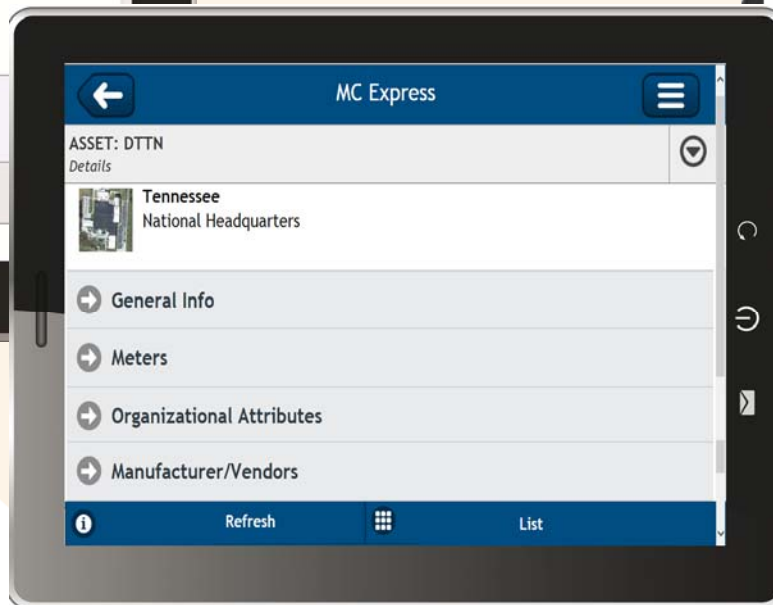 MC Express
ASSET: DTTN
Details
Tennessee
National Headquarters
General Info
Meters
Organizational Attributes
Manufacturer/Vendors
Refresh
List